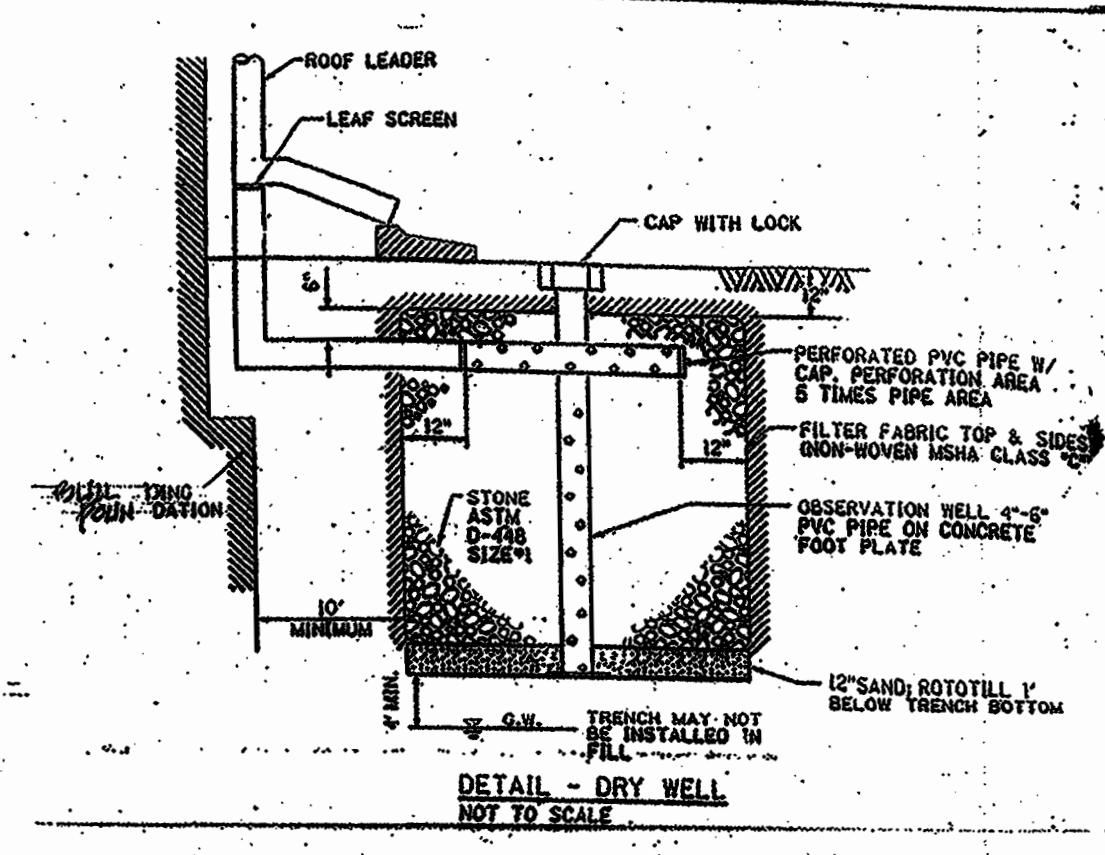 ROOF LEADER
LEAF SCREEN
CAP WITH LOCK
12"
PERFORATED PVC PIPE W/
CAP. PERFORATION AREA
5 TIMES PIPE AREA
12"
12"
FILTER FABRIC TOP & SIDES
(NON-WOVEN MSHA CLASS "C"
BUILDING
FOUNDATION
STONE
ASTM
D-448
SIZE #1
OBSERVATION WELL 4"-6"
PVC PIPE ON CONCRETE
FOOT PLATE
10'
MINIMUM
12" SAND; ROTOTILL 1'
BELOW TRENCH BOTTOM
4' MIN.
G.W.
TRENCH MAY NOT
BE INSTALLED IN
FILL
DETAIL - DRY WELL
NOT TO SCALE